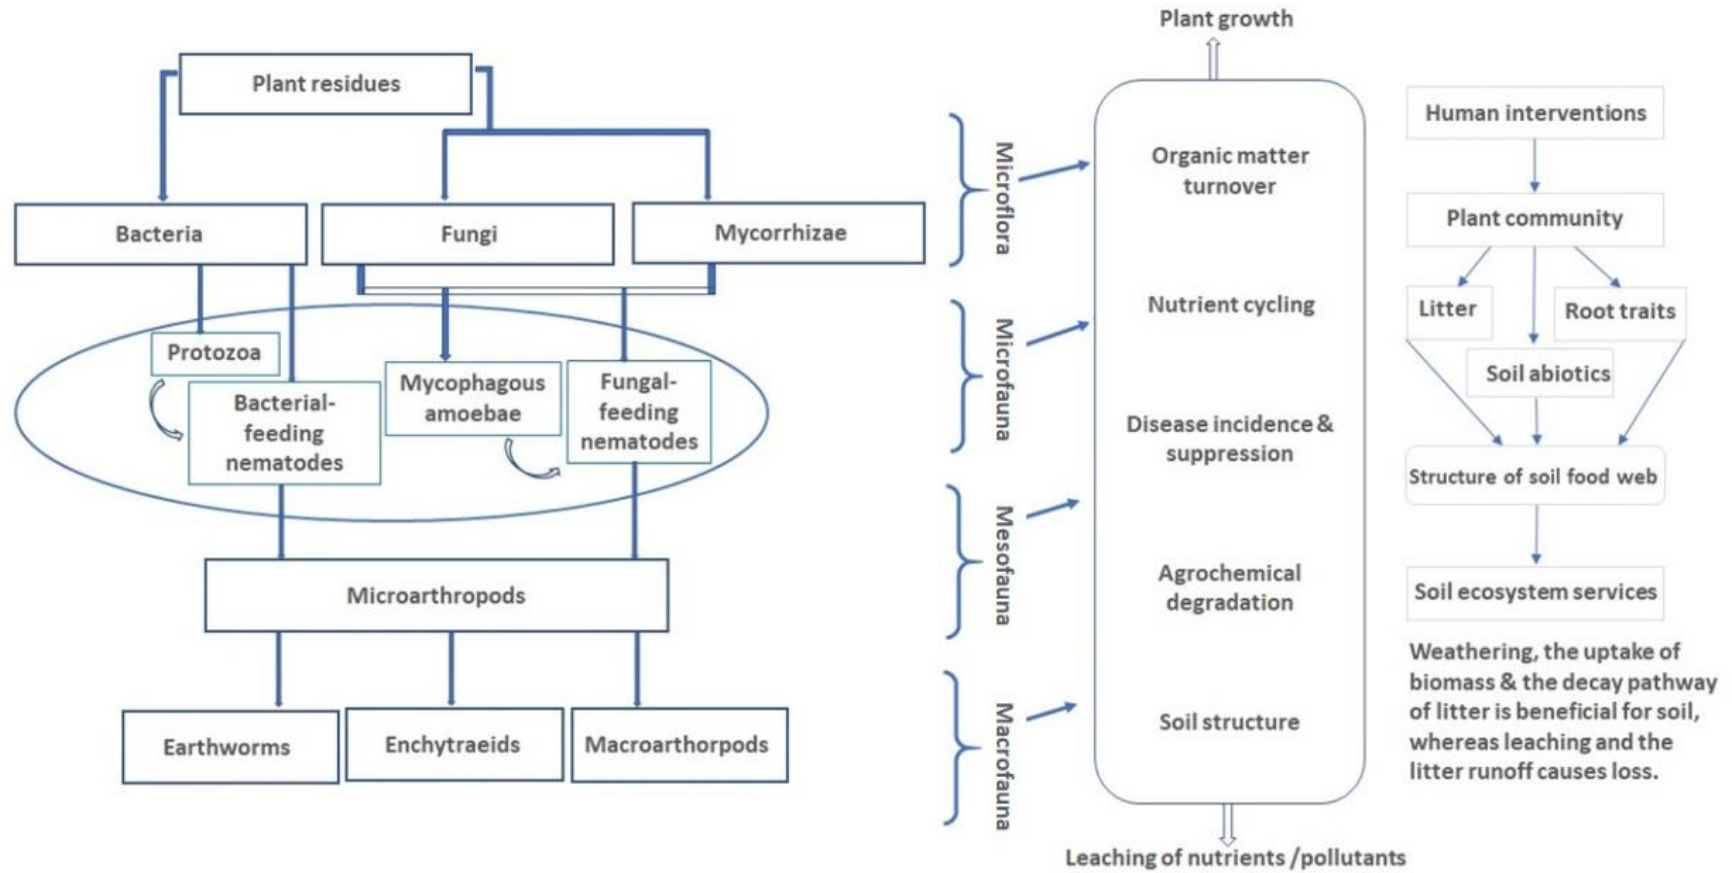 Plant residues
Bacteria
Fungi
Mycorrhizae
Protozoa
Bacterial-
feeding
nematodes
Mycophagous
amoebae
Fungal-
feeding
nematodes
Microarthropods
Earthworms
Enchytraeids
Macroarthorpods
Microflora
Microfauna
Mesofauna
Macrofauna
Plant growth
Organic matter
turnover
Nutrient cycling
Disease incidence &
suppression
Agrochemical
degradation
Soil structure
Leaching of nutrients /pollutants
Human interventions
Plant community
Litter
Root traits
Soil abiotics
Structure of soil food web
Soil ecosystem services
Weathering, the uptake of
biomass & the decay pathway
of litter is beneficial for soil,
whereas leaching and the
litter runoff causes loss.